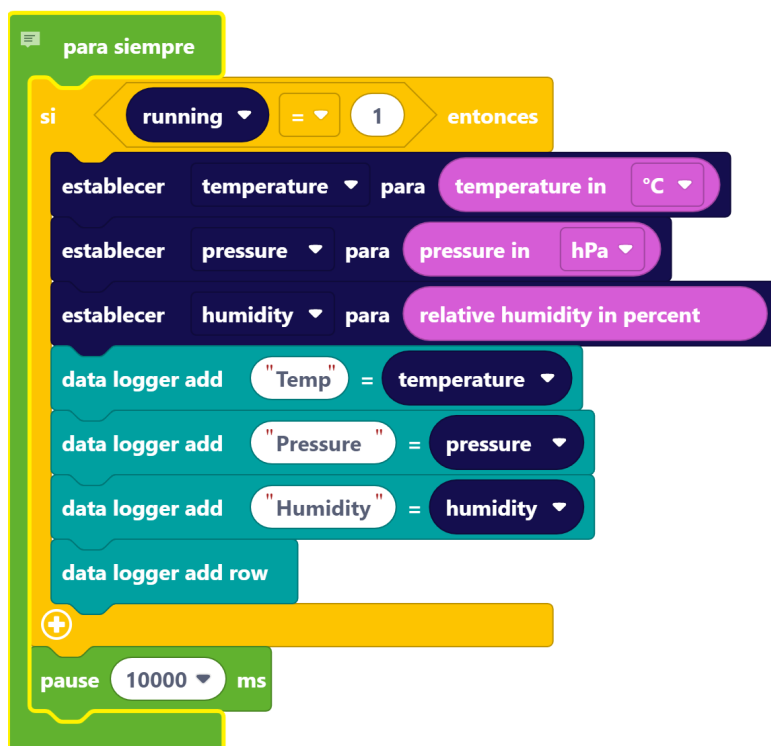 para siempre
si running = 1 entonces
establecer temperature para temperature in °C
establecer pressure para pressure in hPa
establecer humidity para relative humidity in percent
data logger add "Temp" = temperature
data logger add "Pressure" = pressure
data logger add "Humidity" = humidity
data logger add row
pause 10000 ms